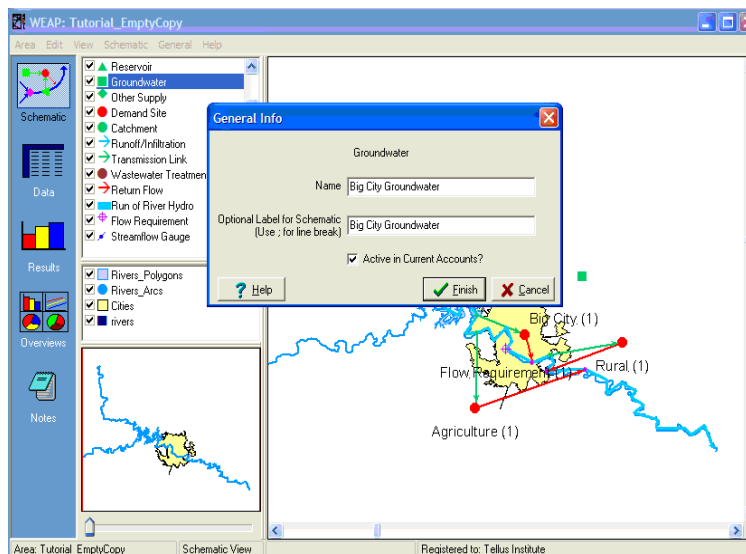 WEAP: Tutorial_EmptyCopy
Area Edit View Schematic General Help
Schematic
Data
Results
Overviews
Notes
Reservoir
Groundwater
Other Supply
Demand Site
Catchment
Runoff/Infiltration
Transmission Link
Wastewater Treatmen
Return Flow
Run of River Hydro
Flow Requirement
Streamflow Gauge
Rivers_Polygons
Rivers_Arcs
Cities
rivers
General Info
Groundwater
Name Big City Groundwater
Optional Label for Schematic
(Use ; for line break) Big City Groundwater
Active in Current Accounts?
? Help Finish Cancel
Big City (1)
Flow Requirement (1)
Rural (1)
Agriculture (1)
Area: Tutorial_EmptyCopy Schematic View Registered to: Tellus Institute